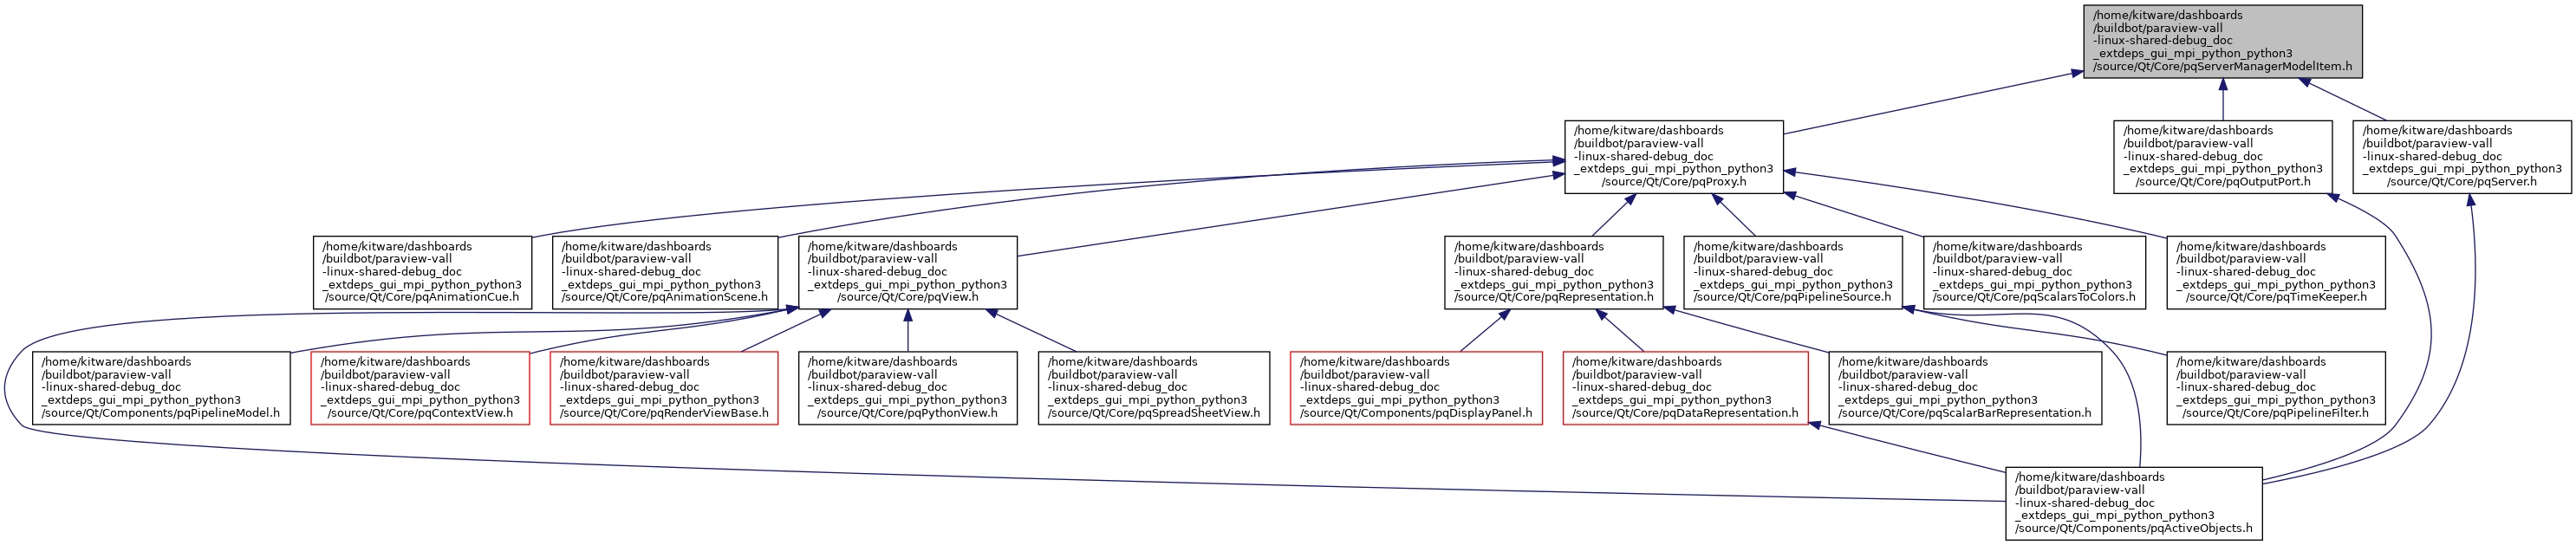 /home/kitware/dashboards
/buildbot/paraview-vall
-linux-shared-debug_doc
_extdeps_gui_mpi_python_python3
/source/Qt/Core/pqServerManagerModelItem.h
/home/kitware/dashboards
/buildbot/paraview-vall
-linux-shared-debug_doc
_extdeps_gui_mpi_python_python3
/source/Qt/Core/pqProxy.h
/home/kitware/dashboards
/buildbot/paraview-vall
-linux-shared-debug_doc
_extdeps_gui_mpi_python_python3
/source/Qt/Core/pqOutputPort.h
/home/kitware/dashboards
/buildbot/paraview-vall
-linux-shared-debug_doc
_extdeps_gui_mpi_python_python3
/source/Qt/Core/pqServer.h
/home/kitware/dashboards
/buildbot/paraview-vall
-linux-shared-debug_doc
_extdeps_gui_mpi_python_python3
/source/Qt/Core/pqAnimationCue.h
/home/kitware/dashboards
/buildbot/paraview-vall
-linux-shared-debug_doc
_extdeps_gui_mpi_python_python3
/source/Qt/Core/pqAnimationScene.h
/home/kitware/dashboards
/buildbot/paraview-vall
-linux-shared-debug_doc
_extdeps_gui_mpi_python_python3
/source/Qt/Core/pqView.h
/home/kitware/dashboards
/buildbot/paraview-vall
-linux-shared-debug_doc
_extdeps_gui_mpi_python_python3
/source/Qt/Core/pqRepresentation.h
/home/kitware/dashboards
/buildbot/paraview-vall
-linux-shared-debug_doc
_extdeps_gui_mpi_python_python3
/source/Qt/Core/pqPipelineSource.h
/home/kitware/dashboards
/buildbot/paraview-vall
-linux-shared-debug_doc
_extdeps_gui_mpi_python_python3
/source/Qt/Core/pqScalarsToColors.h
/home/kitware/dashboards
/buildbot/paraview-vall
-linux-shared-debug_doc
_extdeps_gui_mpi_python_python3
/source/Qt/Core/pqTimeKeeper.h
/home/kitware/dashboards
/buildbot/paraview-vall
-linux-shared-debug_doc
_extdeps_gui_mpi_python_python3
/source/Qt/Components/pqPipelineModel.h
/home/kitware/dashboards
/buildbot/paraview-vall
-linux-shared-debug_doc
_extdeps_gui_mpi_python_python3
/source/Qt/Core/pqContextView.h
/home/kitware/dashboards
/buildbot/paraview-vall
-linux-shared-debug_doc
_extdeps_gui_mpi_python_python3
/source/Qt/Core/pqRenderViewBase.h
/home/kitware/dashboards
/buildbot/paraview-vall
-linux-shared-debug_doc
_extdeps_gui_mpi_python_python3
/source/Qt/Core/pqPythonView.h
/home/kitware/dashboards
/buildbot/paraview-vall
-linux-shared-debug_doc
_extdeps_gui_mpi_python_python3
/source/Qt/Core/pqSpreadSheetView.h
/home/kitware/dashboards
/buildbot/paraview-vall
-linux-shared-debug_doc
_extdeps_gui_mpi_python_python3
/source/Qt/Components/pqDisplayPanel.h
/home/kitware/dashboards
/buildbot/paraview-vall
-linux-shared-debug_doc
_extdeps_gui_mpi_python_python3
/source/Qt/Core/pqDataRepresentation.h
/home/kitware/dashboards
/buildbot/paraview-vall
-linux-shared-debug_doc
_extdeps_gui_mpi_python_python3
/source/Qt/Core/pqScalarBarRepresentation.h
/home/kitware/dashboards
/buildbot/paraview-vall
-linux-shared-debug_doc
_extdeps_gui_mpi_python_python3
/source/Qt/Core/pqPipelineFilter.h
/home/kitware/dashboards
/buildbot/paraview-vall
-linux-shared-debug_doc
_extdeps_gui_mpi_python_python3
/source/Qt/Components/pqActiveObjects.h